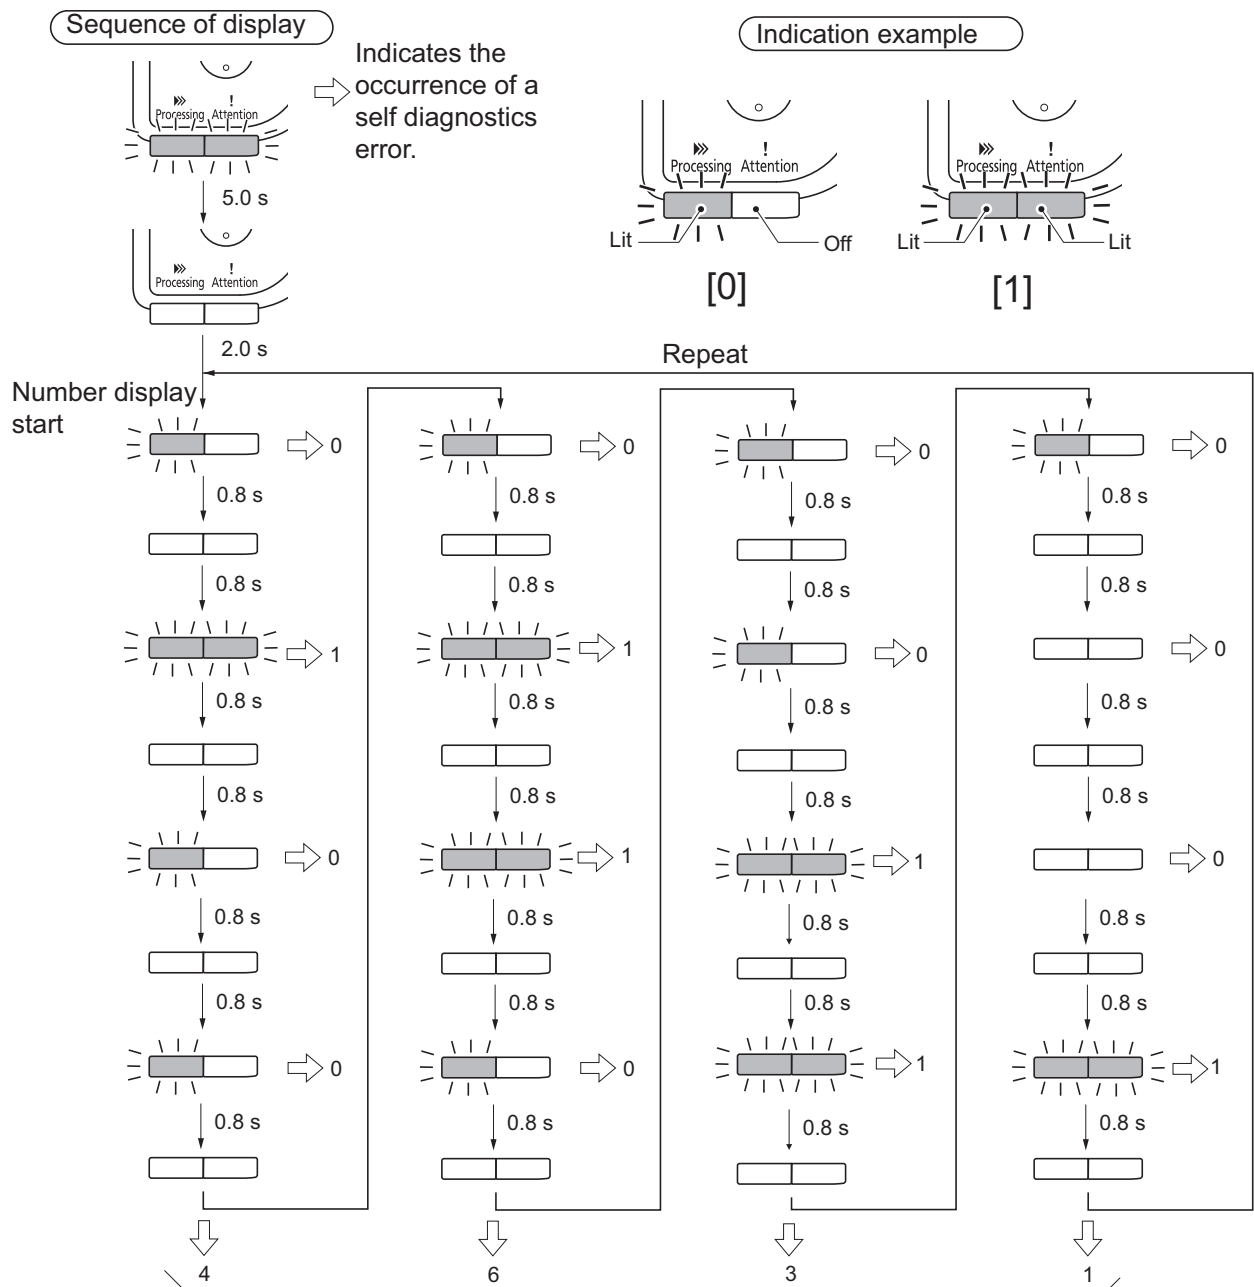 Sequence of display
Indicates the
occurrence of a
self diagnostics
error.
Processing
!
Attention
5.0 s
Processing
!
Attention
2.0 s
Indication example
Processing
!
Attention
Lit
Off
[0]
Processing
!
Attention
Lit
Lit
[1]
Repeat
Number display
start
0
0.8 s
0.8 s
1
0.8 s
0.8 s
0
0.8 s
0.8 s
0
0.8 s
4
0
0.8 s
0.8 s
1
0.8 s
0.8 s
1
0.8 s
0.8 s
0
0.8 s
6
0
0.8 s
0.8 s
0
0.8 s
0.8 s
1
0.8 s
0.8 s
1
0.8 s
3
0
0.8 s
0.8 s
0
0.8 s
0.8 s
0
0.8 s
0.8 s
1
0.8 s
1